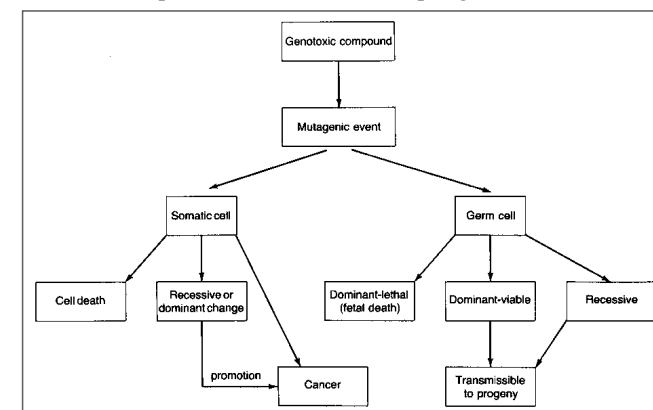 Genotoxic compound
Mutagenic event
Somatic cell
Germ cell
Cell death
Recessive or
dominant change
Dominant-lethal
(fetal death)
Dominant-viable
Recessive
promotion
Cancer
Transmissible
to progeny